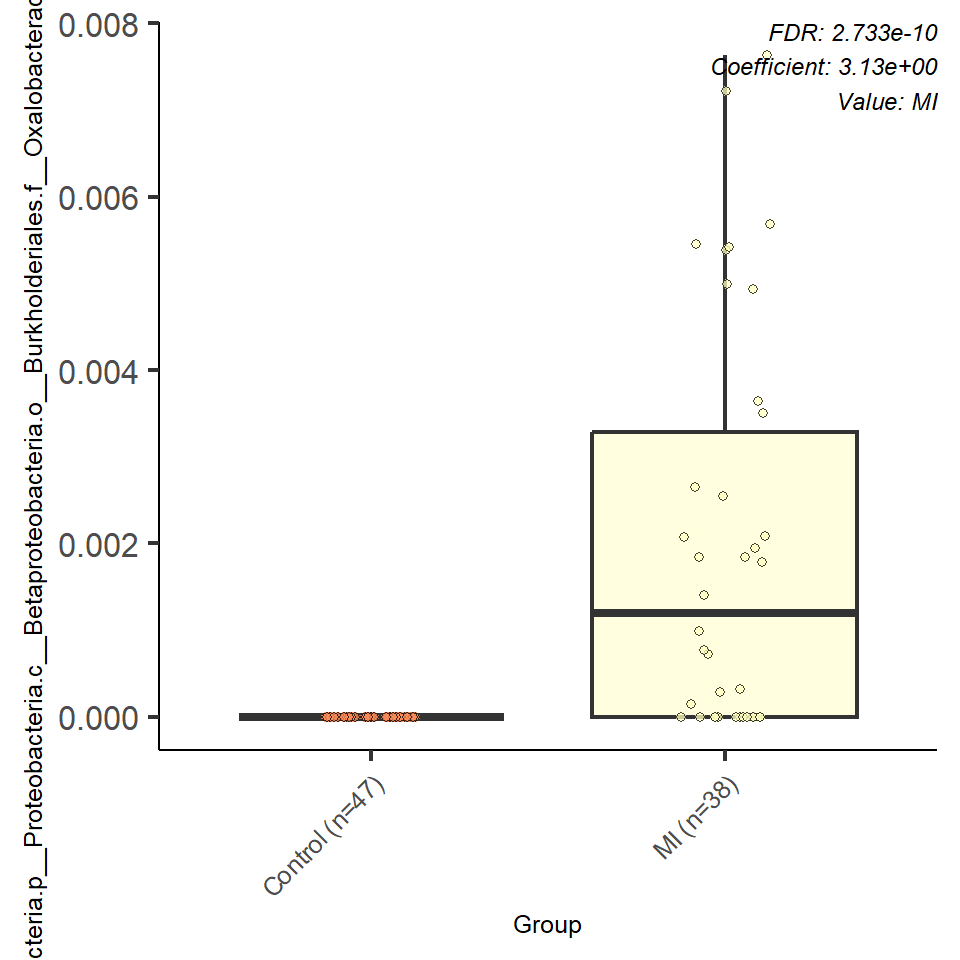 cteria.p__Proteobacteria.c__Betaproteobacteria.o__Burkholderiales.f__Oxalobacterac
0.008
0.006
0.004
0.002
0.000
FDR: 2.733e-10
Coefficient: 3.13e+00
Value: MI
Control (n=47)
MI (n=38)
Group